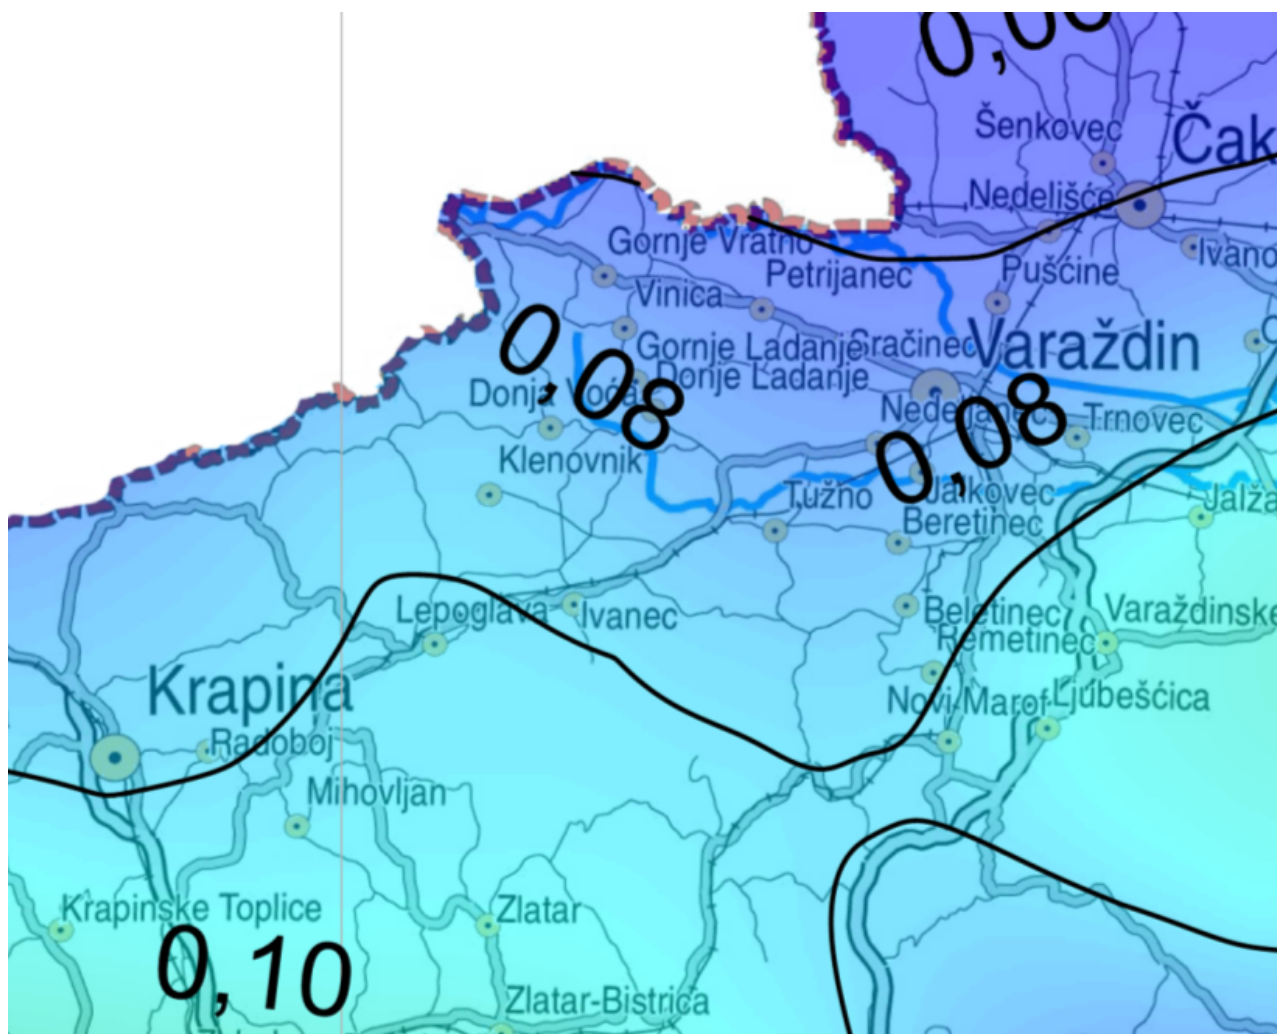 Šenkovec
Čak
Nedelišće
Gornje Vratno
Ivano
Petrijanec
Pušćine
Vinica
0,08
Gornje Ladanje
Sračinec
Varaždin
Donje Ladanje
Donja Voća
Nedeljanec
0,08
Trnovec
Klenovnik
Tužno
Jalkovec
Jalža
Beretinec
Lepoglava
Ivanec
Beletinec
Varaždinske
Remetinec
Krapina
Novi-Marof
Ljubešćica
Radoboj
Mihovljan
Krapinske Toplice
Zlatar
0,10
Zlatar-Bistrica